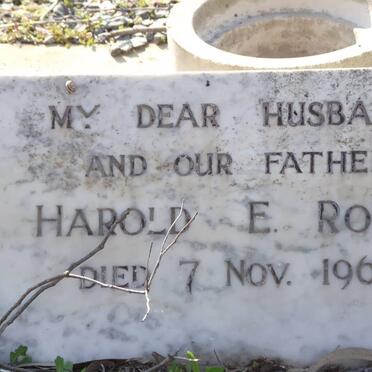 MY DEAR HUSBA
AND OUR FATHE
HAROLD E. RO
DIED 7 NOV. 196